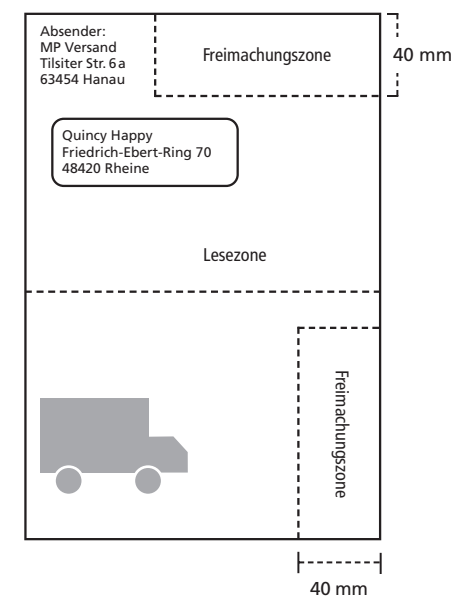 Absender:
MP Versand
Tilsiter Str. 6 a
63454 Hanau
Freimachungszone
40 mm
Quincy Happy
Friedrich-Ebert-Ring 70
48420 Rheine
Lesezone
Freimachungszone
40 mm